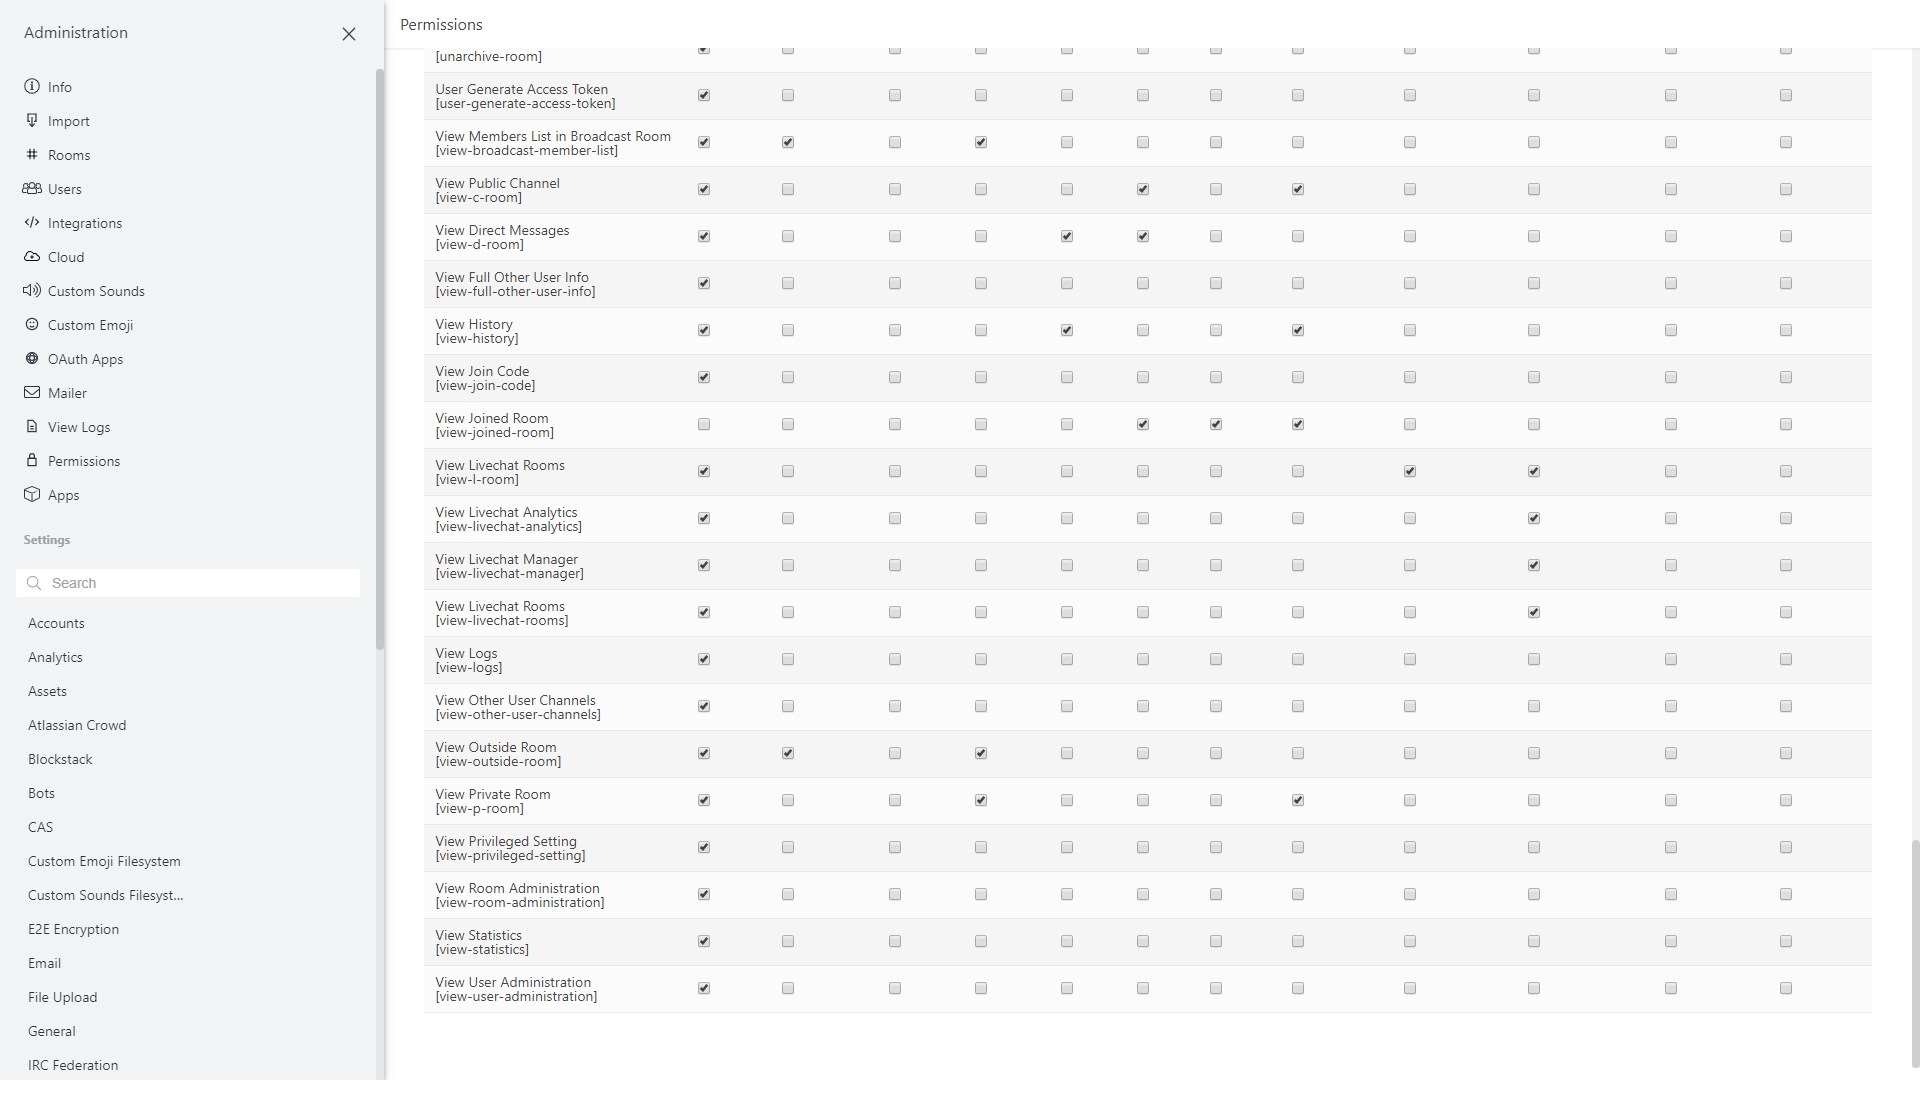 Administration
Info
Import
Rooms
Users
Integrations
Cloud
Custom Sounds
Custom Emoji
OAuth Apps
Mailer
View Logs
Permissions
Apps
Settings
Search
Accounts
Analytics
Assets
Atlassian Crowd
Blockstack
Bots
CAS
Custom Emoji Filesystem
Custom Sounds Filesyst...
E2E Encryption
Email
File Upload
General
IRC Federation
Permissions
[unarchive-room]
User Generate Access Token
[user-generate-access-token]
View Members List in Broadcast Room
[view-broadcast-member-list]
View Public Channel
[view-c-room]
View Direct Messages
[view-d-room]
View Full Other User Info
[view-full-other-user-info]
View History
[view-history]
View Join Code
[view-join-code]
View Joined Room
[view-joined-room]
View Livechat Rooms
[view-l-room]
View Livechat Analytics
[view-livechat-analytics]
View Livechat Manager
[view-livechat-manager]
View Livechat Rooms
[view-livechat-rooms]
View Logs
[view-logs]
View Other User Channels
[view-other-user-channels]
View Outside Room
[view-outside-room]
View Private Room
[view-p-room]
View Privileged Setting
[view-privileged-setting]
View Room Administration
[view-room-administration]
View Statistics
[view-statistics]
View User Administration
[view-user-administration]